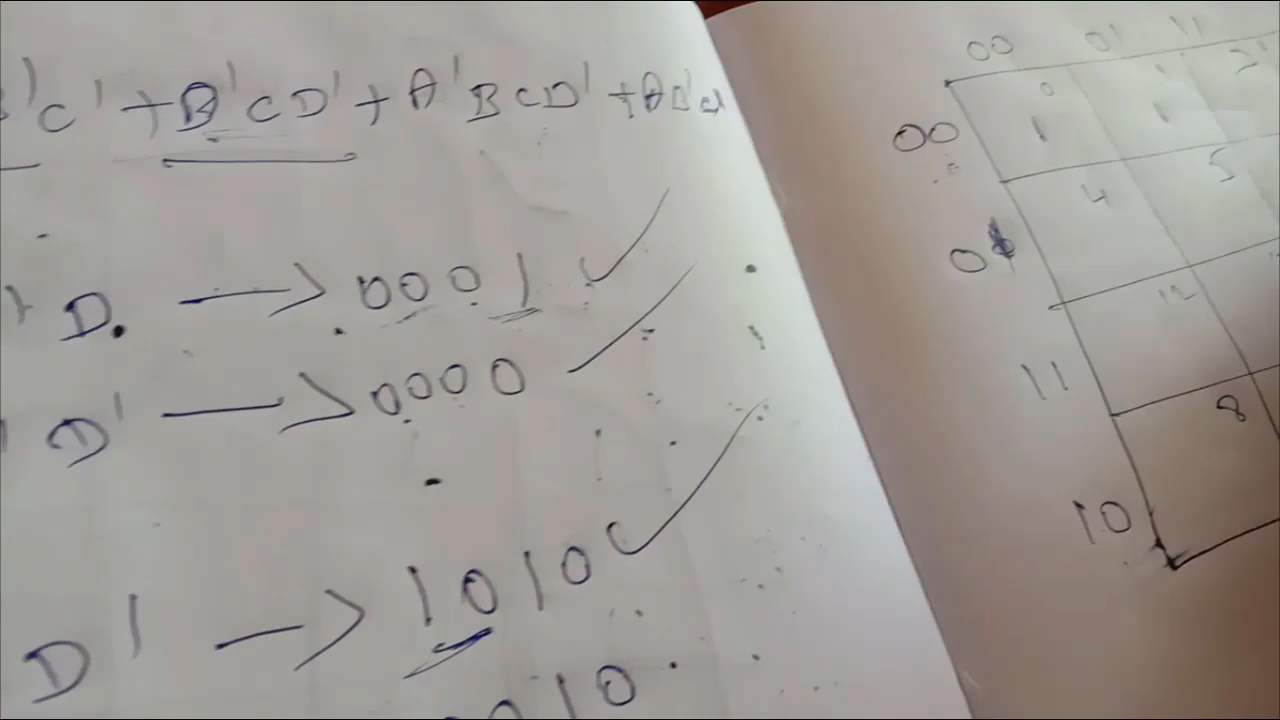 'C' + B'CD' + A'BCD' + AB'C'
D. → 0001 ✓
D' → 0000
D' → 1010 ✓
010
00 01 11
00 0 1 1 1
01 4 5
11 12
10 8